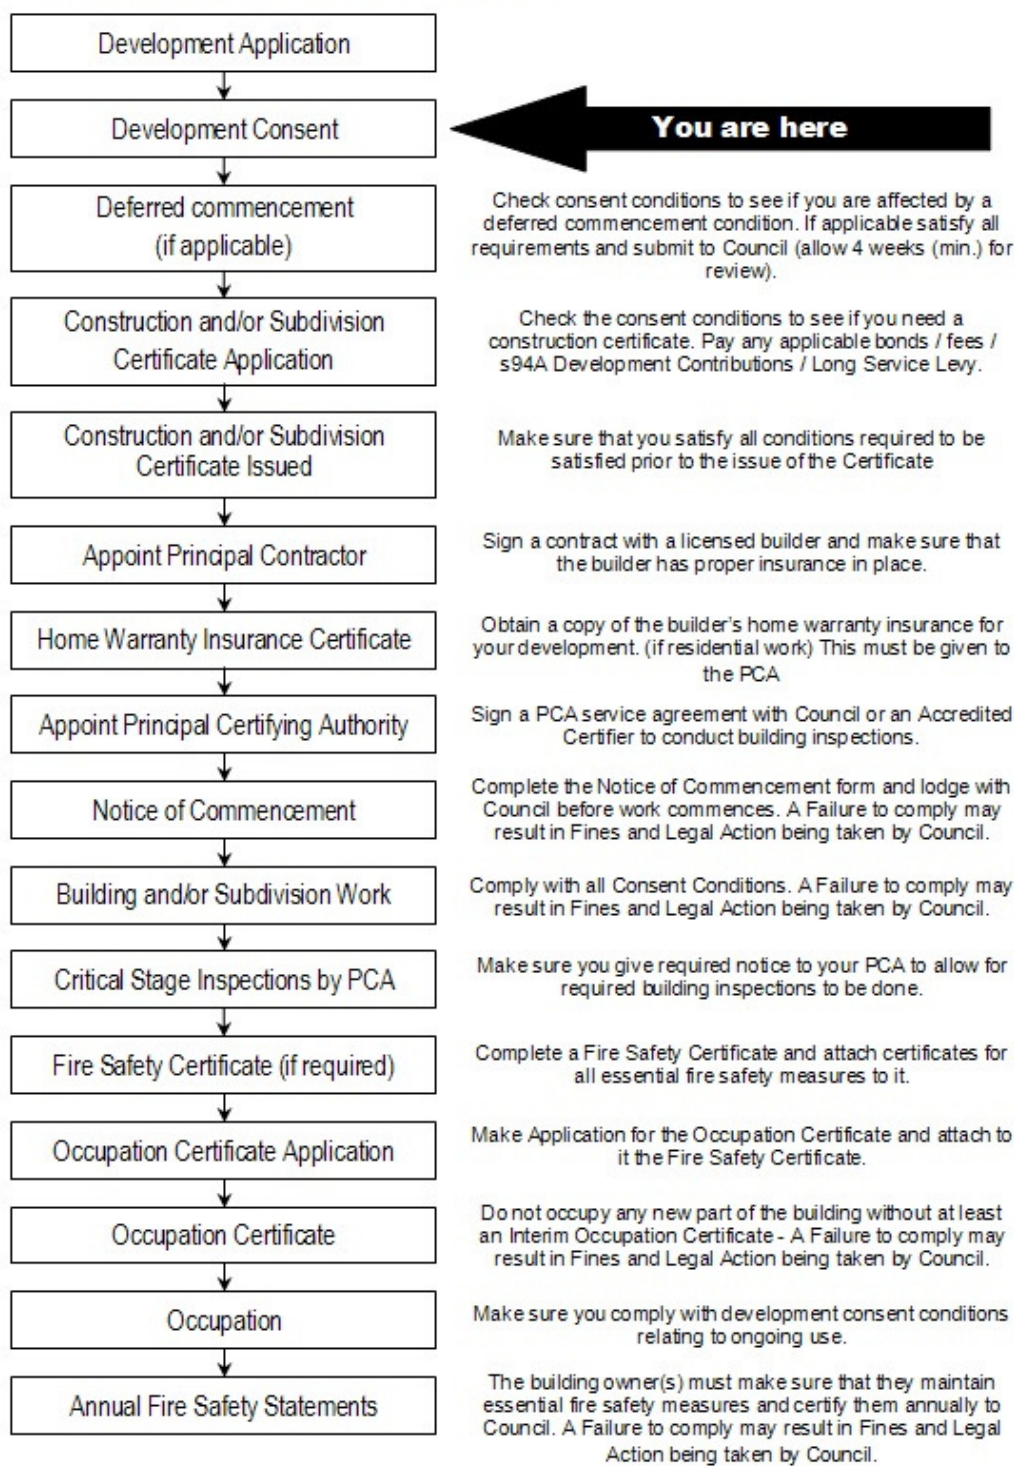 Development Application
Development Consent
You are here
Deferred commencement
(if applicable)
Check consent conditions to see if you are affected by a
deferred commencement condition. If applicable satisfy all
requirements and submit to Council (allow 4 weeks (min.) for
review).
Construction and/or Subdivision
Certificate Application
Check the consent conditions to see if you need a
construction certificate. Pay any applicable bonds / fees /
s94A Development Contributions / Long Service Levy.
Construction and/or Subdivision
Certificate Issued
Make sure that you satisfy all conditions required to be
satisfied prior to the issue of the Certificate
Appoint Principal Contractor
Sign a contract with a licensed builder and make sure that
the builder has proper insurance in place.
Home Warranty Insurance Certificate
Obtain a copy of the builder's home warranty insurance for
your development. (if residential work) This must be given to
the PCA
Appoint Principal Certifying Authority
Sign a PCA service agreement with Council or an Accredited
Certifier to conduct building inspections.
Notice of Commencement
Complete the Notice of Commencement form and lodge with
Council before work commences. A Failure to comply may
result in Fines and Legal Action being taken by Council.
Building and/or Subdivision Work
Comply with all Consent Conditions. A Failure to comply may
result in Fines and Legal Action being taken by Council.
Critical Stage Inspections by PCA
Make sure you give required notice to your PCA to allow for
required building inspections to be done.
Fire Safety Certificate (if required)
Complete a Fire Safety Certificate and attach certificates for
all essential fire safety measures to it.
Occupation Certificate Application
Make Application for the Occupation Certificate and attach to
it the Fire Safety Certificate.
Occupation Certificate
Do not occupy any new part of the building without at least
an Interim Occupation Certificate - A Failure to comply may
result in Fines and Legal Action being taken by Council.
Occupation
Make sure you comply with development consent conditions
relating to ongoing use.
Annual Fire Safety Statements
The building owner(s) must make sure that they maintain
essential fire safety measures and certify them annually to
Council. A Failure to comply may result in Fines and Legal
Action being taken by Council.